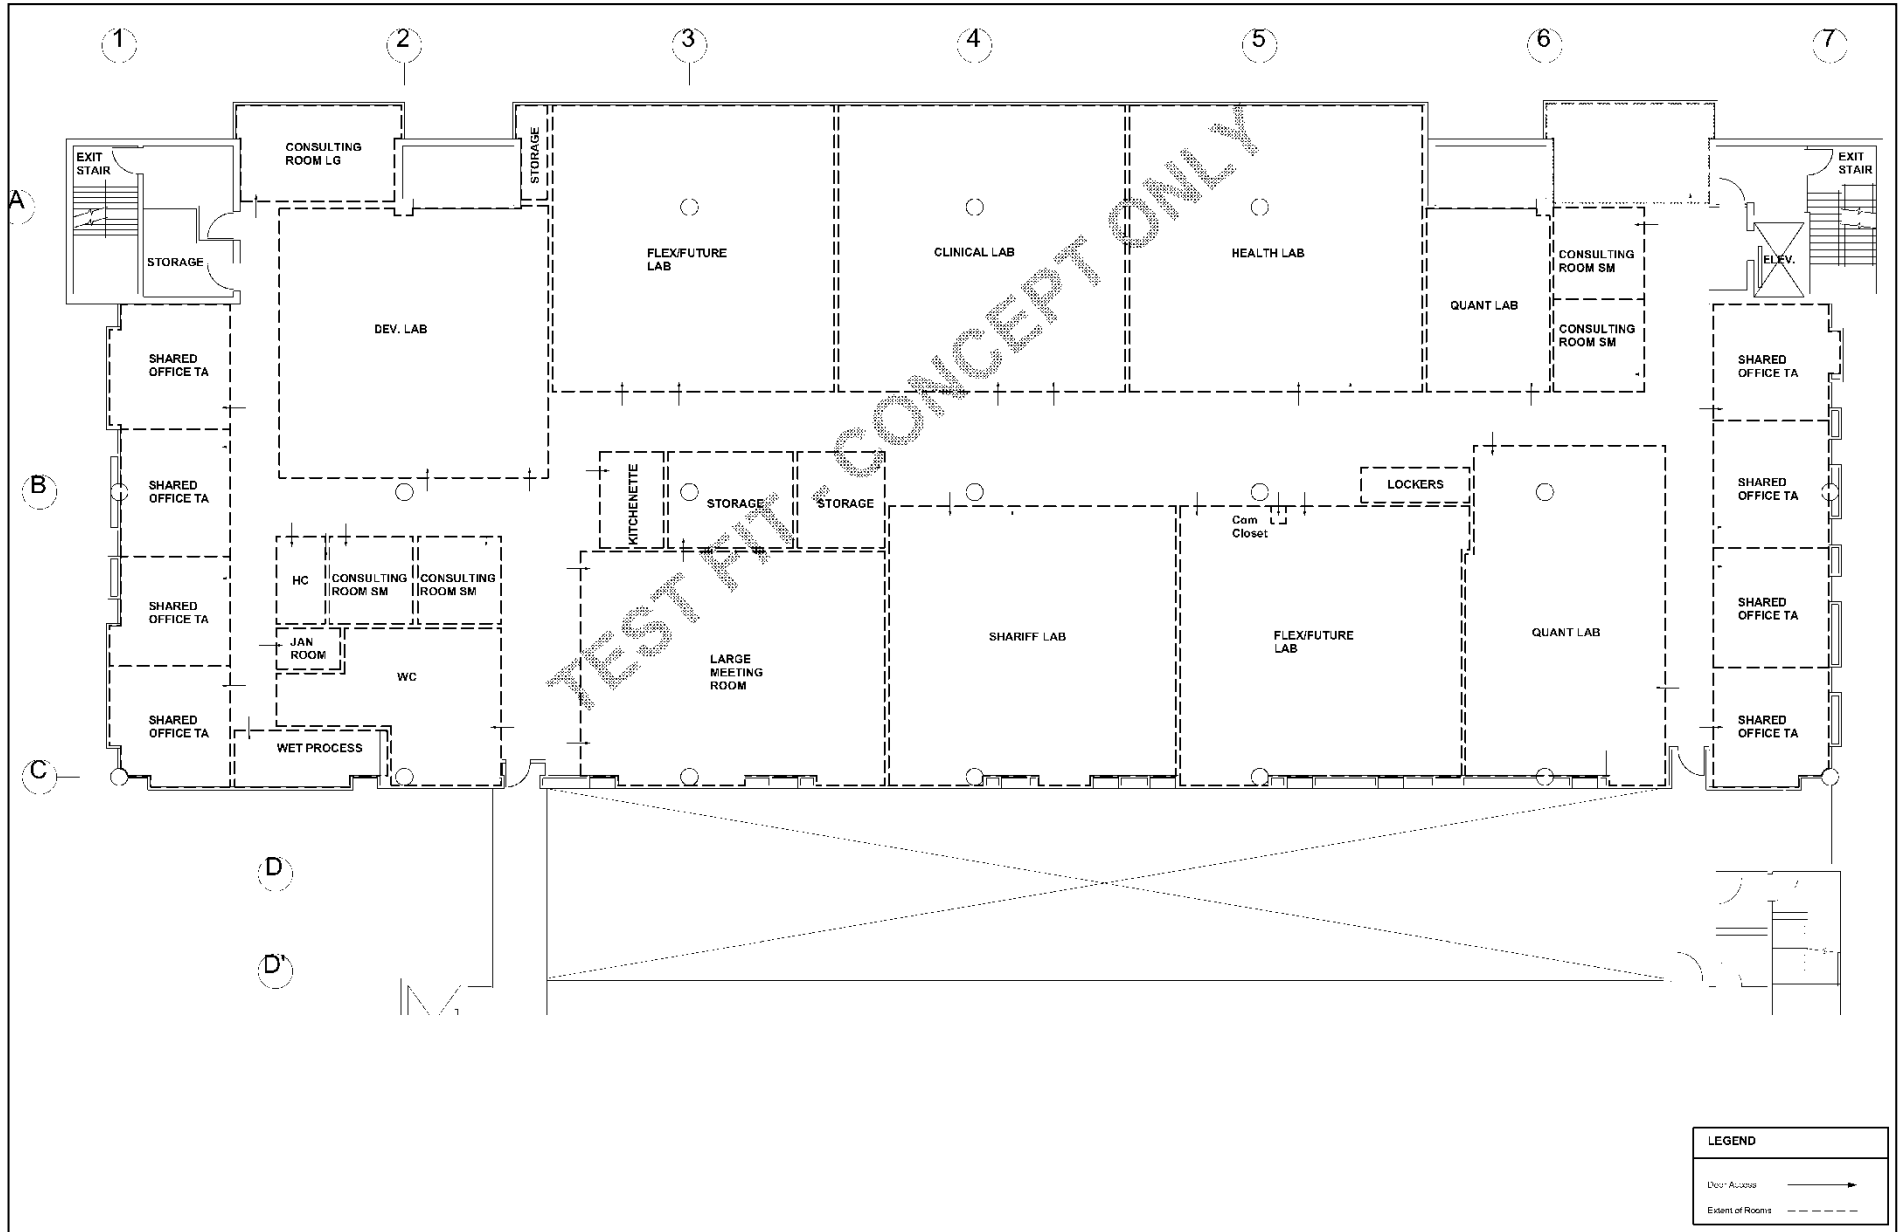 1
2
3
4
5
6
7
A
B
C
D
D'
EXIT
STAIR
STORAGE
CONSULTING
ROOM LG
STORAGE
FLEX/FUTURE
LAB
CLINICAL LAB
HEALTH LAB
QUANT LAB
CONSULTING
ROOM SM
CONSULTING
ROOM SM
ELEV.
EXIT
STAIR
DEV. LAB
SHARED
OFFICE TA
SHARED
OFFICE TA
SHARED
OFFICE TA
SHARED
OFFICE TA
SHARED
OFFICE TA
SHARED
OFFICE TA
SHARED
OFFICE TA
SHARED
OFFICE TA
KITCHENETTE
STORAGE
STORAGE
LOCKERS
Com
Closet
HC
CONSULTING
ROOM SM
CONSULTING
ROOM SM
JAN
ROOM
WC
WET PROCESS
LARGE
MEETING
ROOM
SHARIFF LAB
FLEX/FUTURE
LAB
QUANT LAB
TEST FIT - CONCEPT ONLY
LEGEND
Door Access
Extent of Rooms